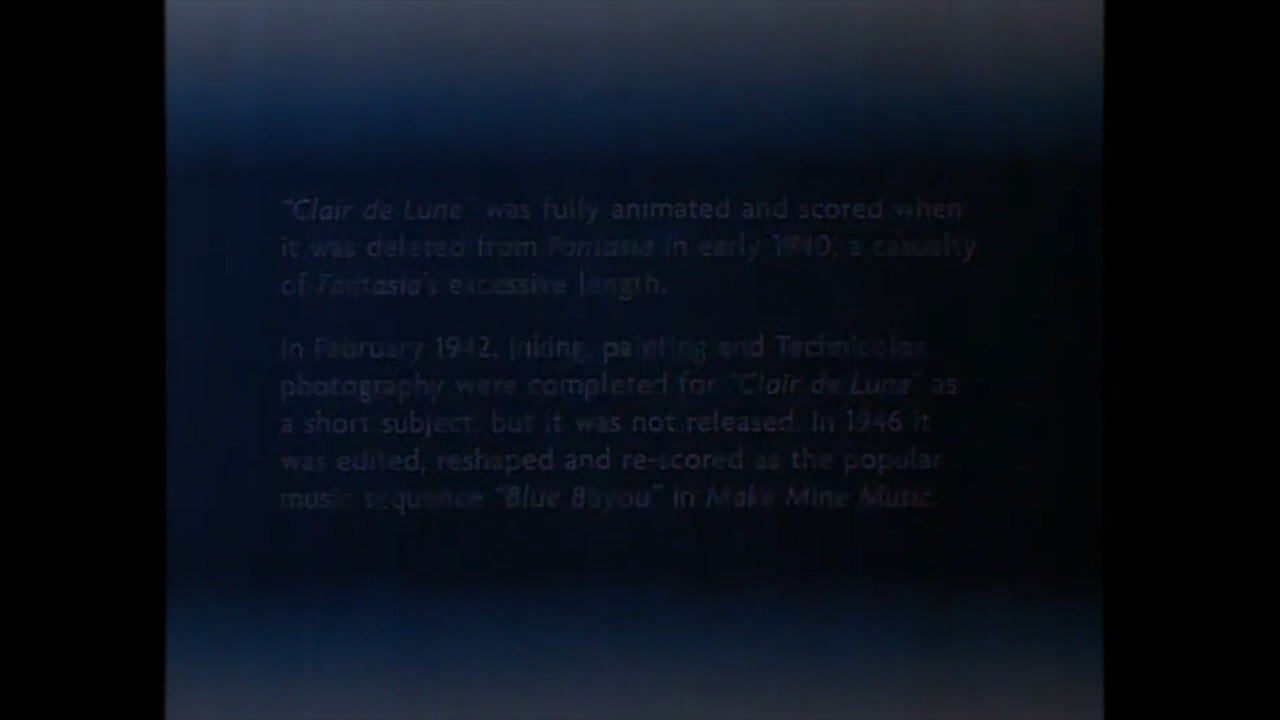 "Clair de Lune" was fully animated and scored when
it was deleted from Fantasia in early 1940, a casualty
of Fantasia's excessive length.
In February 1942, inking, painting and Technicolor
photography were completed for "Clair de Lune" as
a short subject, but it was not released. In 1946 it
was edited, reshaped and re-scored as the popular
music sequence "Blue Bayou" in Make Mine Music.